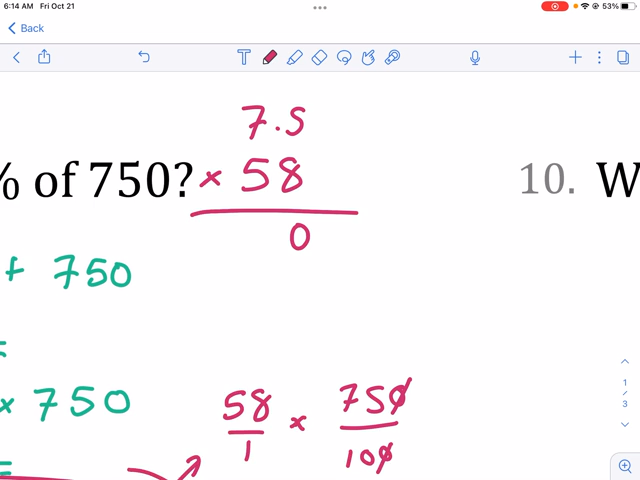 6:14 AM Fri Oct 21
53%
Back
T
7.5
% of 750? × 58
10. W
0
+ 750
=
× 750
58/1 × 750/100
=
1
/
3